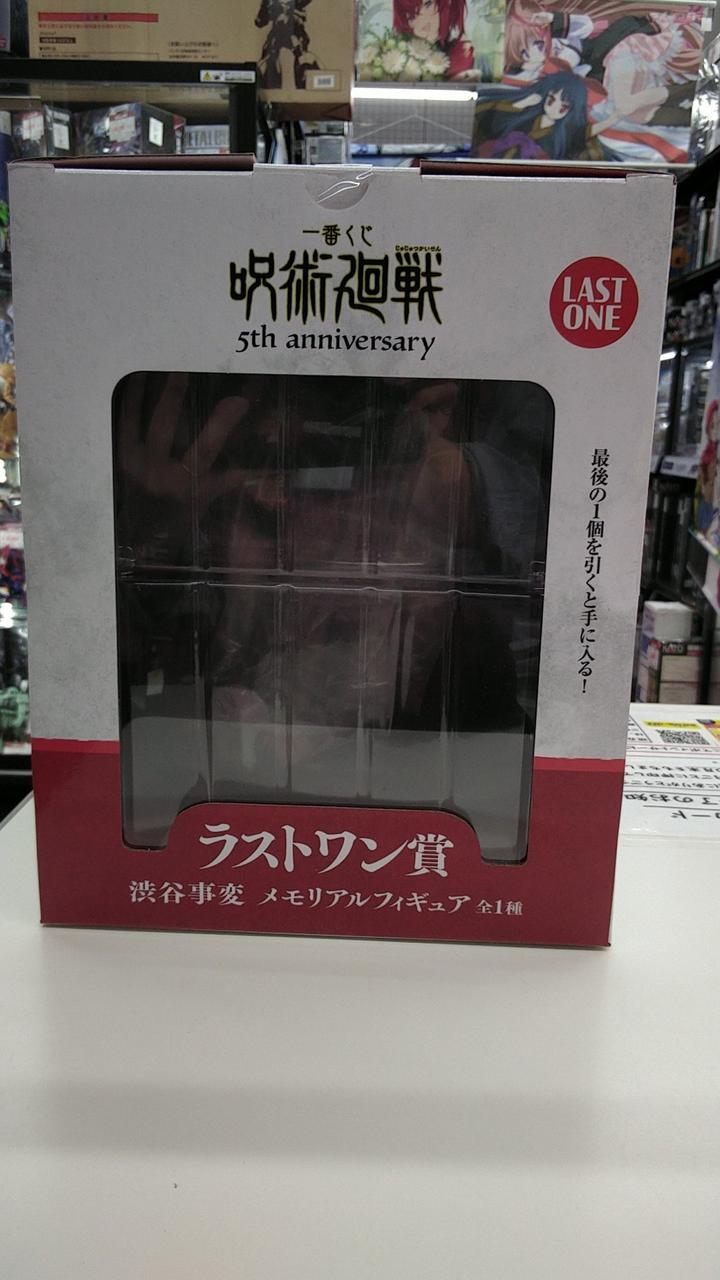 一番くじ
じゅじゅつかいせん
呪術廻戦
5th anniversary
LAST
ONE
最後の1個を引くと手に入る!
ラストワン賞
渋谷事変 メモリアルフィギュア 全1種
KATO